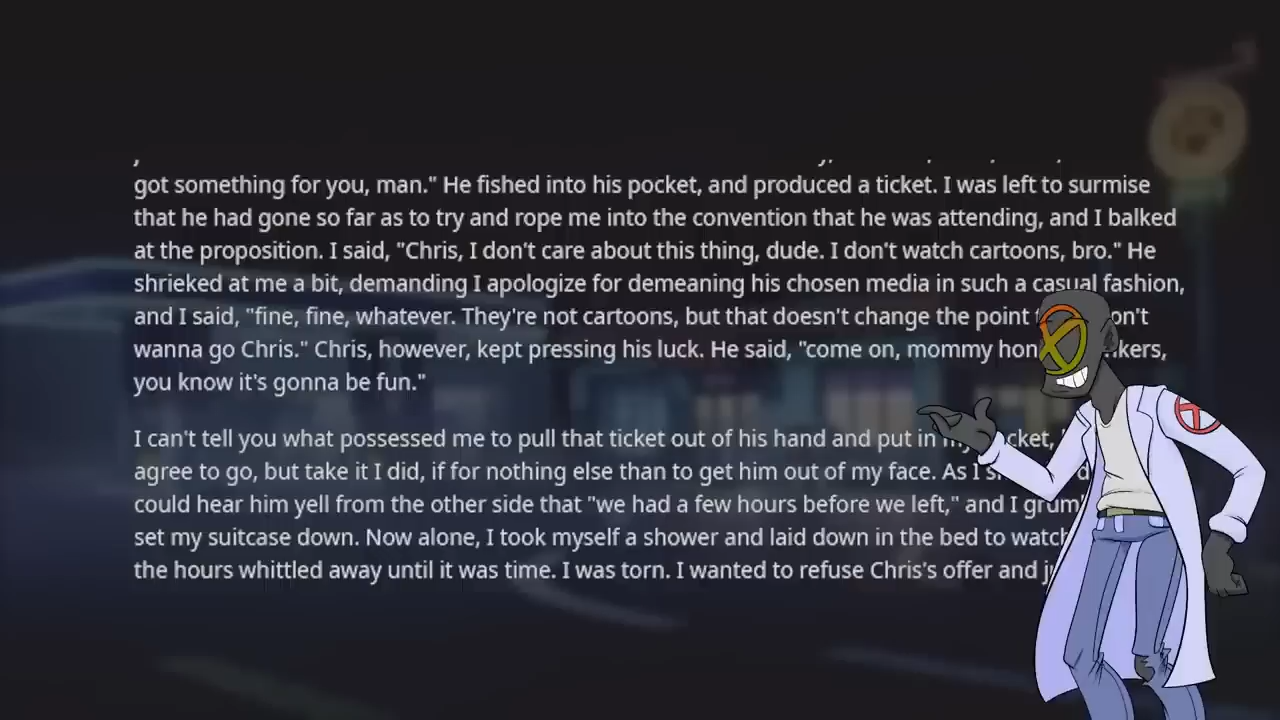 got something for you, man." He fished into his pocket, and produced a ticket. I was left to surmise
that he had gone so far as to try and rope me into the convention that he was attending, and I balked
at the proposition. I said, "Chris, I don't care about this thing, dude. I don't watch cartoons, bro." He
shrieked at me a bit, demanding I apologize for demeaning his chosen media in such a casual fashion,
and I said, "fine, fine, whatever. They're not cartoons, but that doesn't change the point
wanna go Chris." Chris, however, kept pressing his luck. He said, "come on, mommy
you know it's gonna be fun."
I can't tell you what possessed me to pull that ticket out of his hand and put in
agree to go, but take it I did, if for nothing else than to get him out of my face. As I
could hear him yell from the other side that "we had a few hours before we left," and I
set my suitcase down. Now alone, I took myself a shower and laid down in the bed to watch
the hours whittled away until it was time. I was torn. I wanted to refuse Chris's offer and